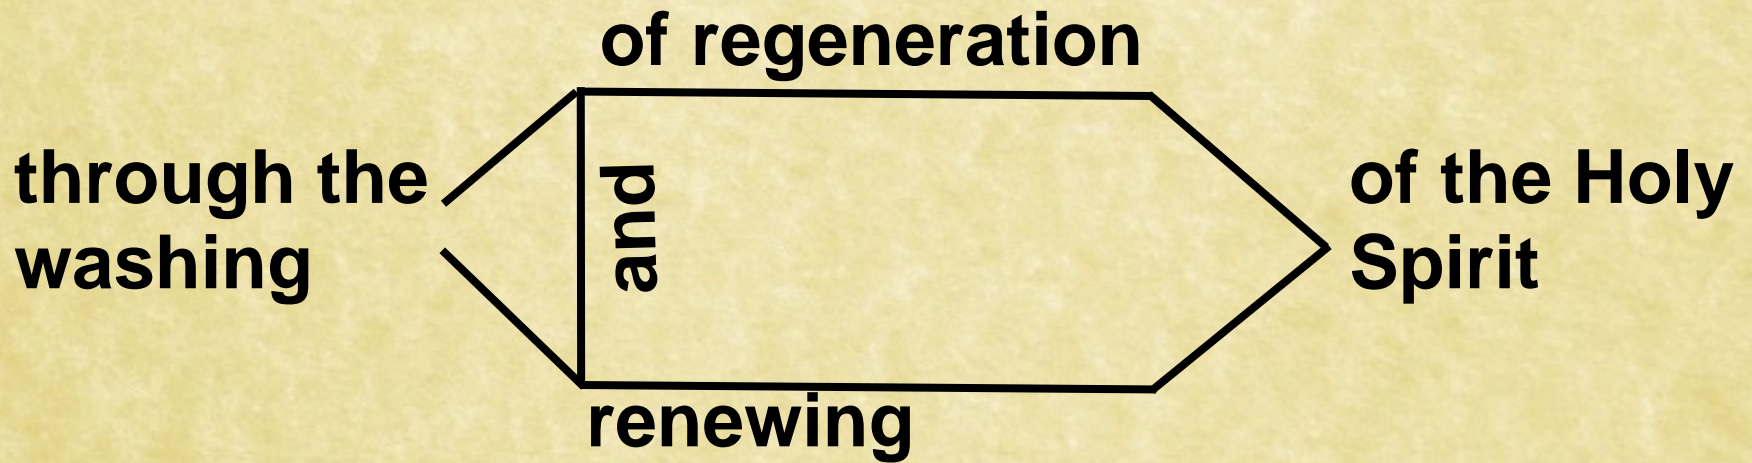 of regeneration
through the
washing
and
of the Holy
Spirit
renewing